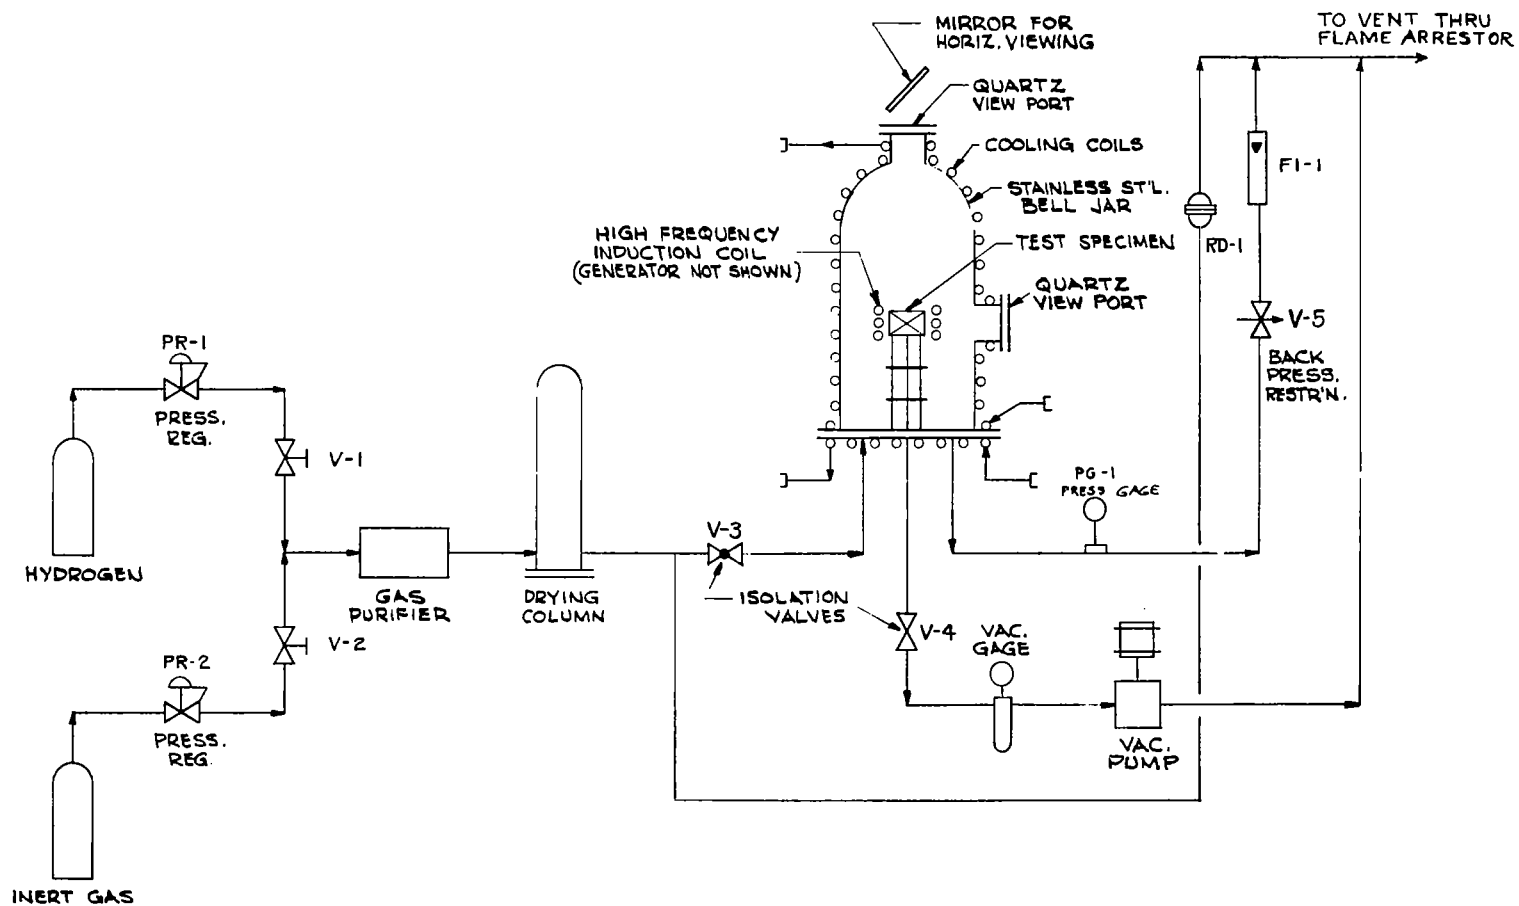 MIRROR FOR
HORIZ. VIEWING
TO VENT THRU
FLAME ARRESTOR
QUARTZ
VIEW PORT
COOLING COILS
STAINLESS ST'L.
BELL JAR
FI-1
HIGH FREQUENCY
INDUCTION COIL
(GENERATOR NOT SHOWN)
TEST SPECIMEN
RD-1
QUARTZ
VIEW PORT
V-5
BACK
PRESS.
RESTR'N.
PR-1
PRESS.
REG.
V-1
PG-1
PRESS GAGE
V-3
HYDROGEN
GAS
PURIFIER
DRYING
COLUMN
ISOLATION
VALVES
V-4
VAC.
GAGE
V-2
PR-2
PRESS.
REG.
VAC.
PUMP
INERT GAS